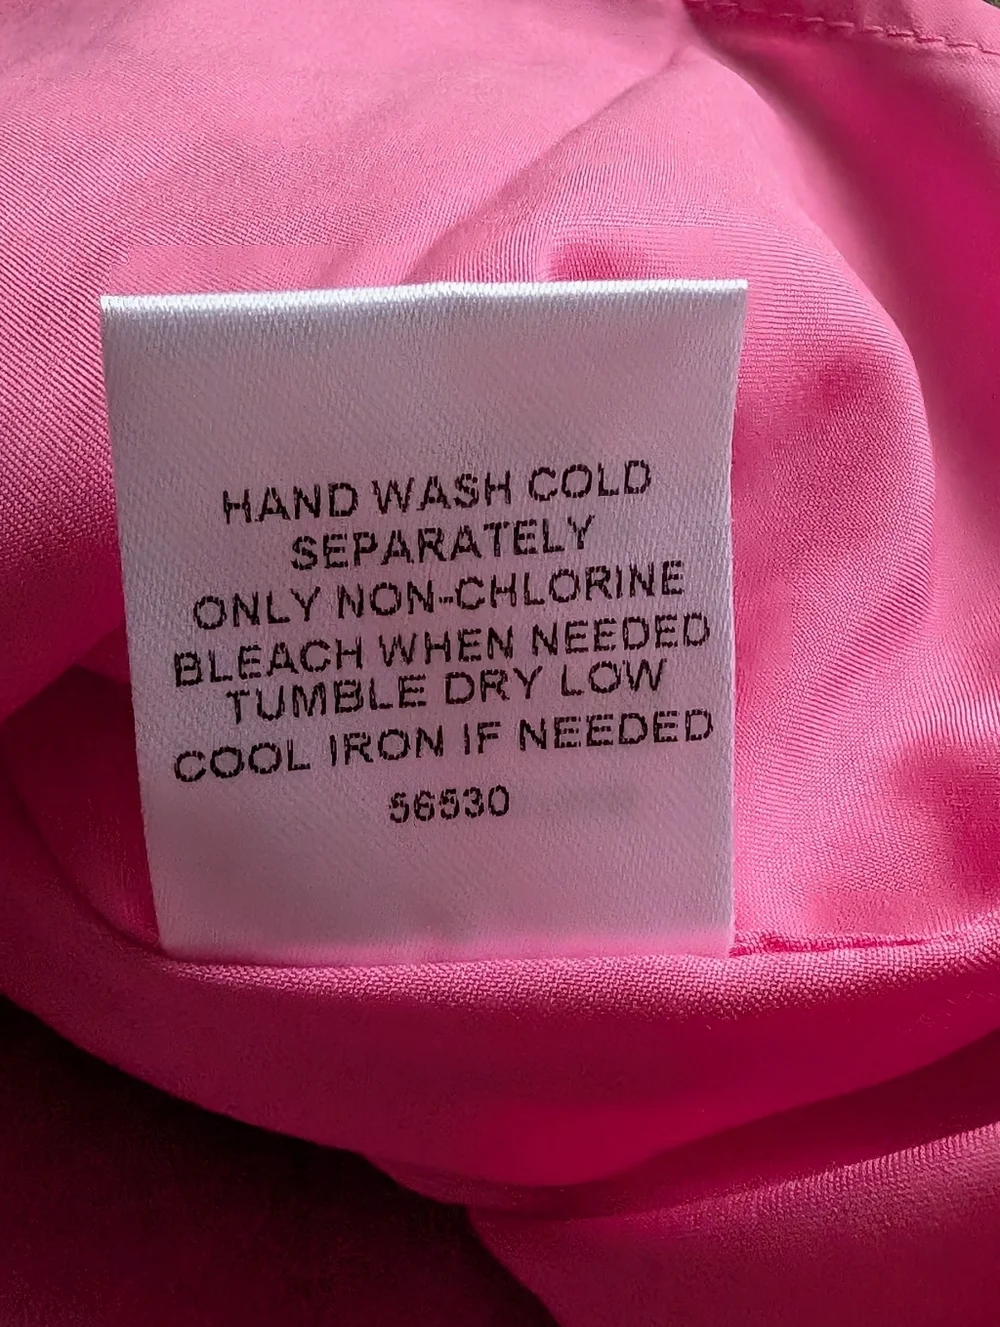 HAND WASH COLD
SEPARATELY
ONLY NON-CHLORINE
BLEACH WHEN NEEDED
TUMBLE DRY LOW
COOL IRON IF NEEDED
56530